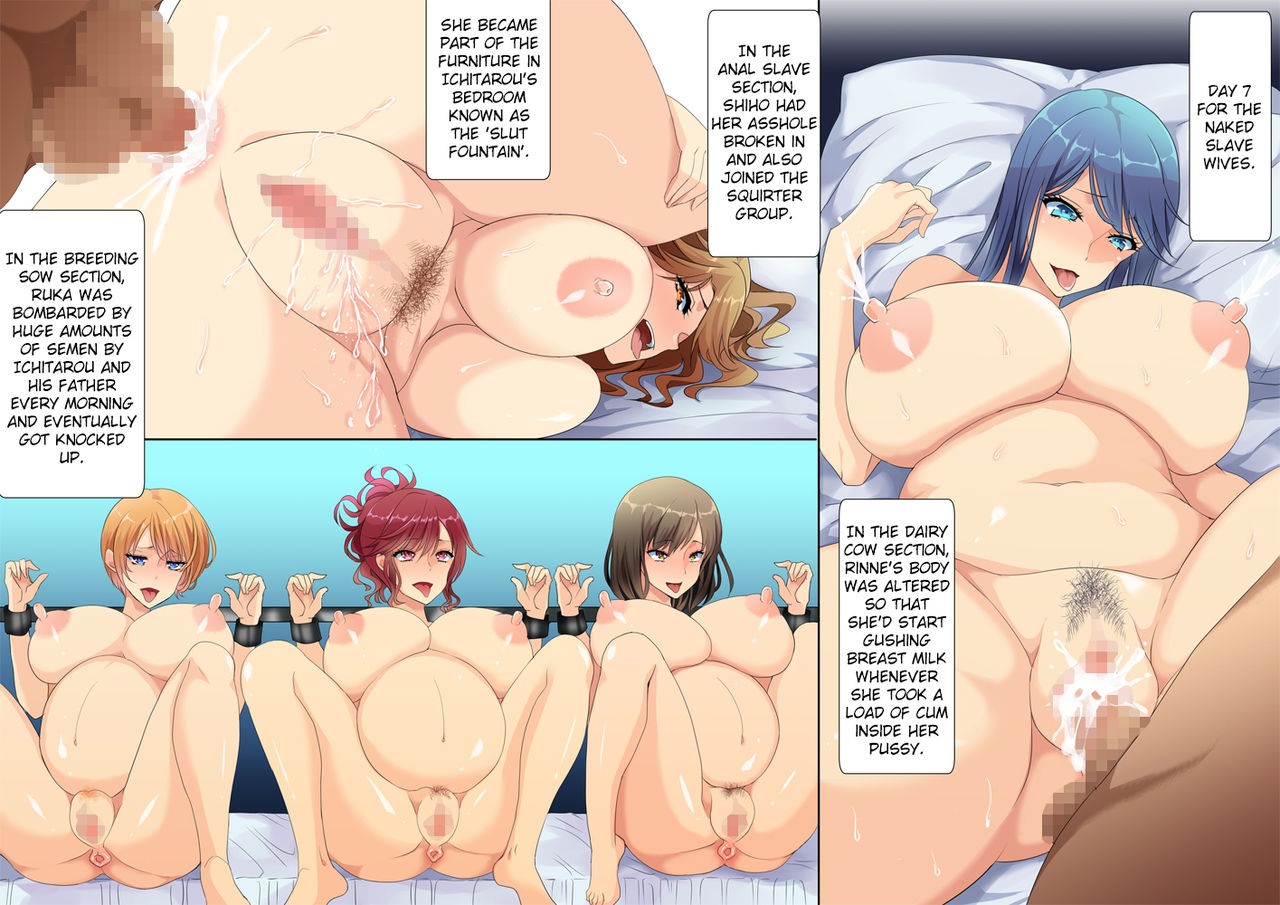 DAY 7
FOR THE
NAKED
SLAVE
WIVES.
IN THE DAIRY
COW SECTION,
RINNE'S BODY
WAS ALTERED
SO THAT
SHE'D START
GUSHING
BREAST MILK
WHENEVER
SHE TOOK A
LOAD OF CUM
INSIDE HER
PUSSY.
IN THE
ANAL SLAVE
SECTION,
SHIHO HAD
HER ASSHOLE
BROKEN IN
AND ALSO
JOINED THE
SQUIRTER
GROUP.
SHE BECAME
PART OF THE
FURNITURE IN
ICHITAROU'S
BEDROOM
KNOWN AS
THE 'SLUT
FOUNTAIN'.
IN THE BREEDING
SOW SECTION,
RUKA WAS
BOMBARDED BY
HUGE AMOUNTS
OF SEMEN BY
ICHITAROU AND
HIS FATHER
EVERY MORNING
AND EVENTUALLY
GOT KNOCKED
UP.